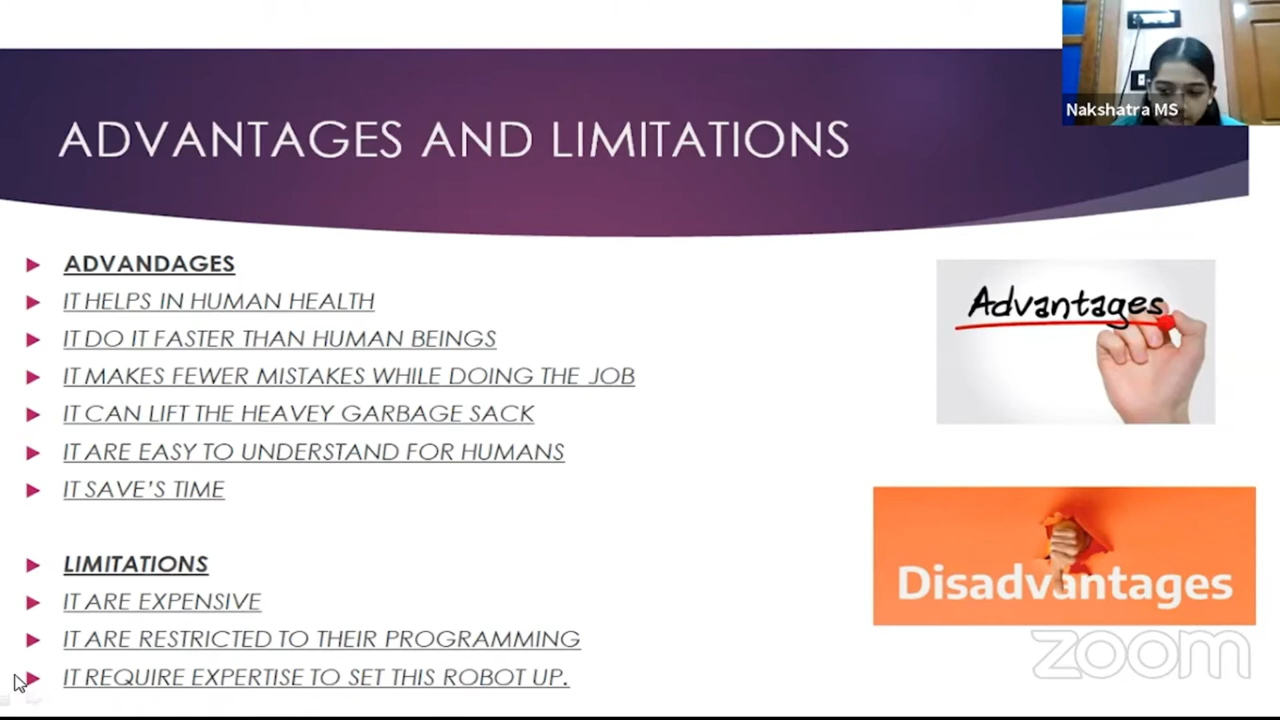 Nakshatra MS
ADVANTAGES AND LIMITATIONS
ADVANDAGES
IT HELPS IN HUMAN HEALTH
IT DO IT FASTER THAN HUMAN BEINGS
IT MAKES FEWER MISTAKES WHILE DOING THE JOB
IT CAN LIFT THE HEAVEY GARBAGE SACK
IT ARE EASY TO UNDERSTAND FOR HUMANS
IT SAVE'S TIME
LIMITATIONS
IT ARE EXPENSIVE
IT ARE RESTRICTED TO THEIR PROGRAMMING
IT REQUIRE EXPERTISE TO SET THIS ROBOT UP.
Advantages
Disadvantages
zoom